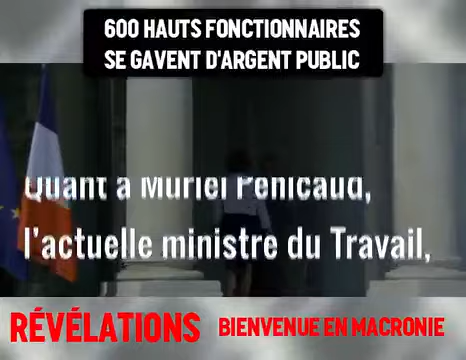 600 HAUTS FONCTIONNAIRES
SE GAVENT D'ARGENT PUBLIC
Quant à Muriel Pénicaud,
l'actuelle ministre du Travail,
RÉVÉLATIONS BIENVENUE EN MACRONIE